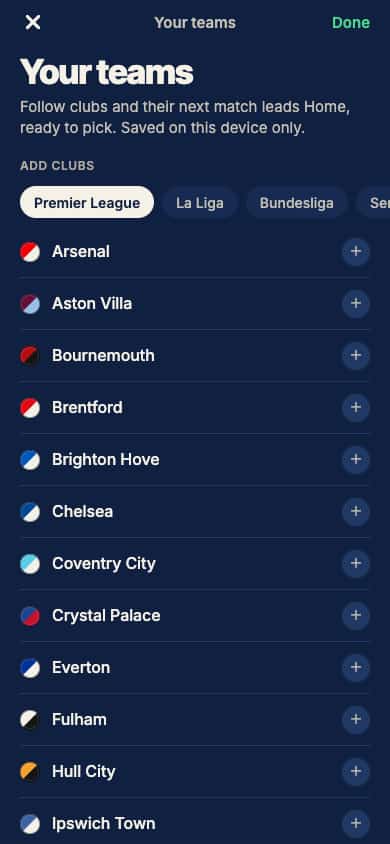 Your teams
Done
Your teams
Follow clubs and their next match leads Home,
ready to pick. Saved on this device only.
ADD CLUBS
Premier League
La Liga
Bundesliga
Ser
Arsenal
Aston Villa
Bournemouth
Brentford
Brighton Hove
Chelsea
Coventry City
Crystal Palace
Everton
Fulham
Hull City
Ipswich Town